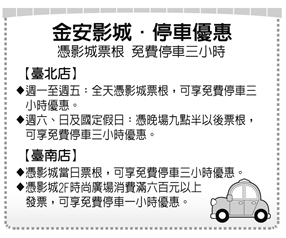 金安影城．停車優惠
憑影城票根 免費停車三小時
【臺北店】
◆週一至週五：全天憑影城票根，可享免費停車三
小時優惠。
◆週六、日及國定假日：憑晚場九點半以後票根，
可享免費停車三小時優惠。
【臺南店】
◆憑影城當日票根，可享免費停車三小時優惠。
◆憑影城2F時尚廣場消費滿六百元以上
發票，可享免費停車一小時優惠。